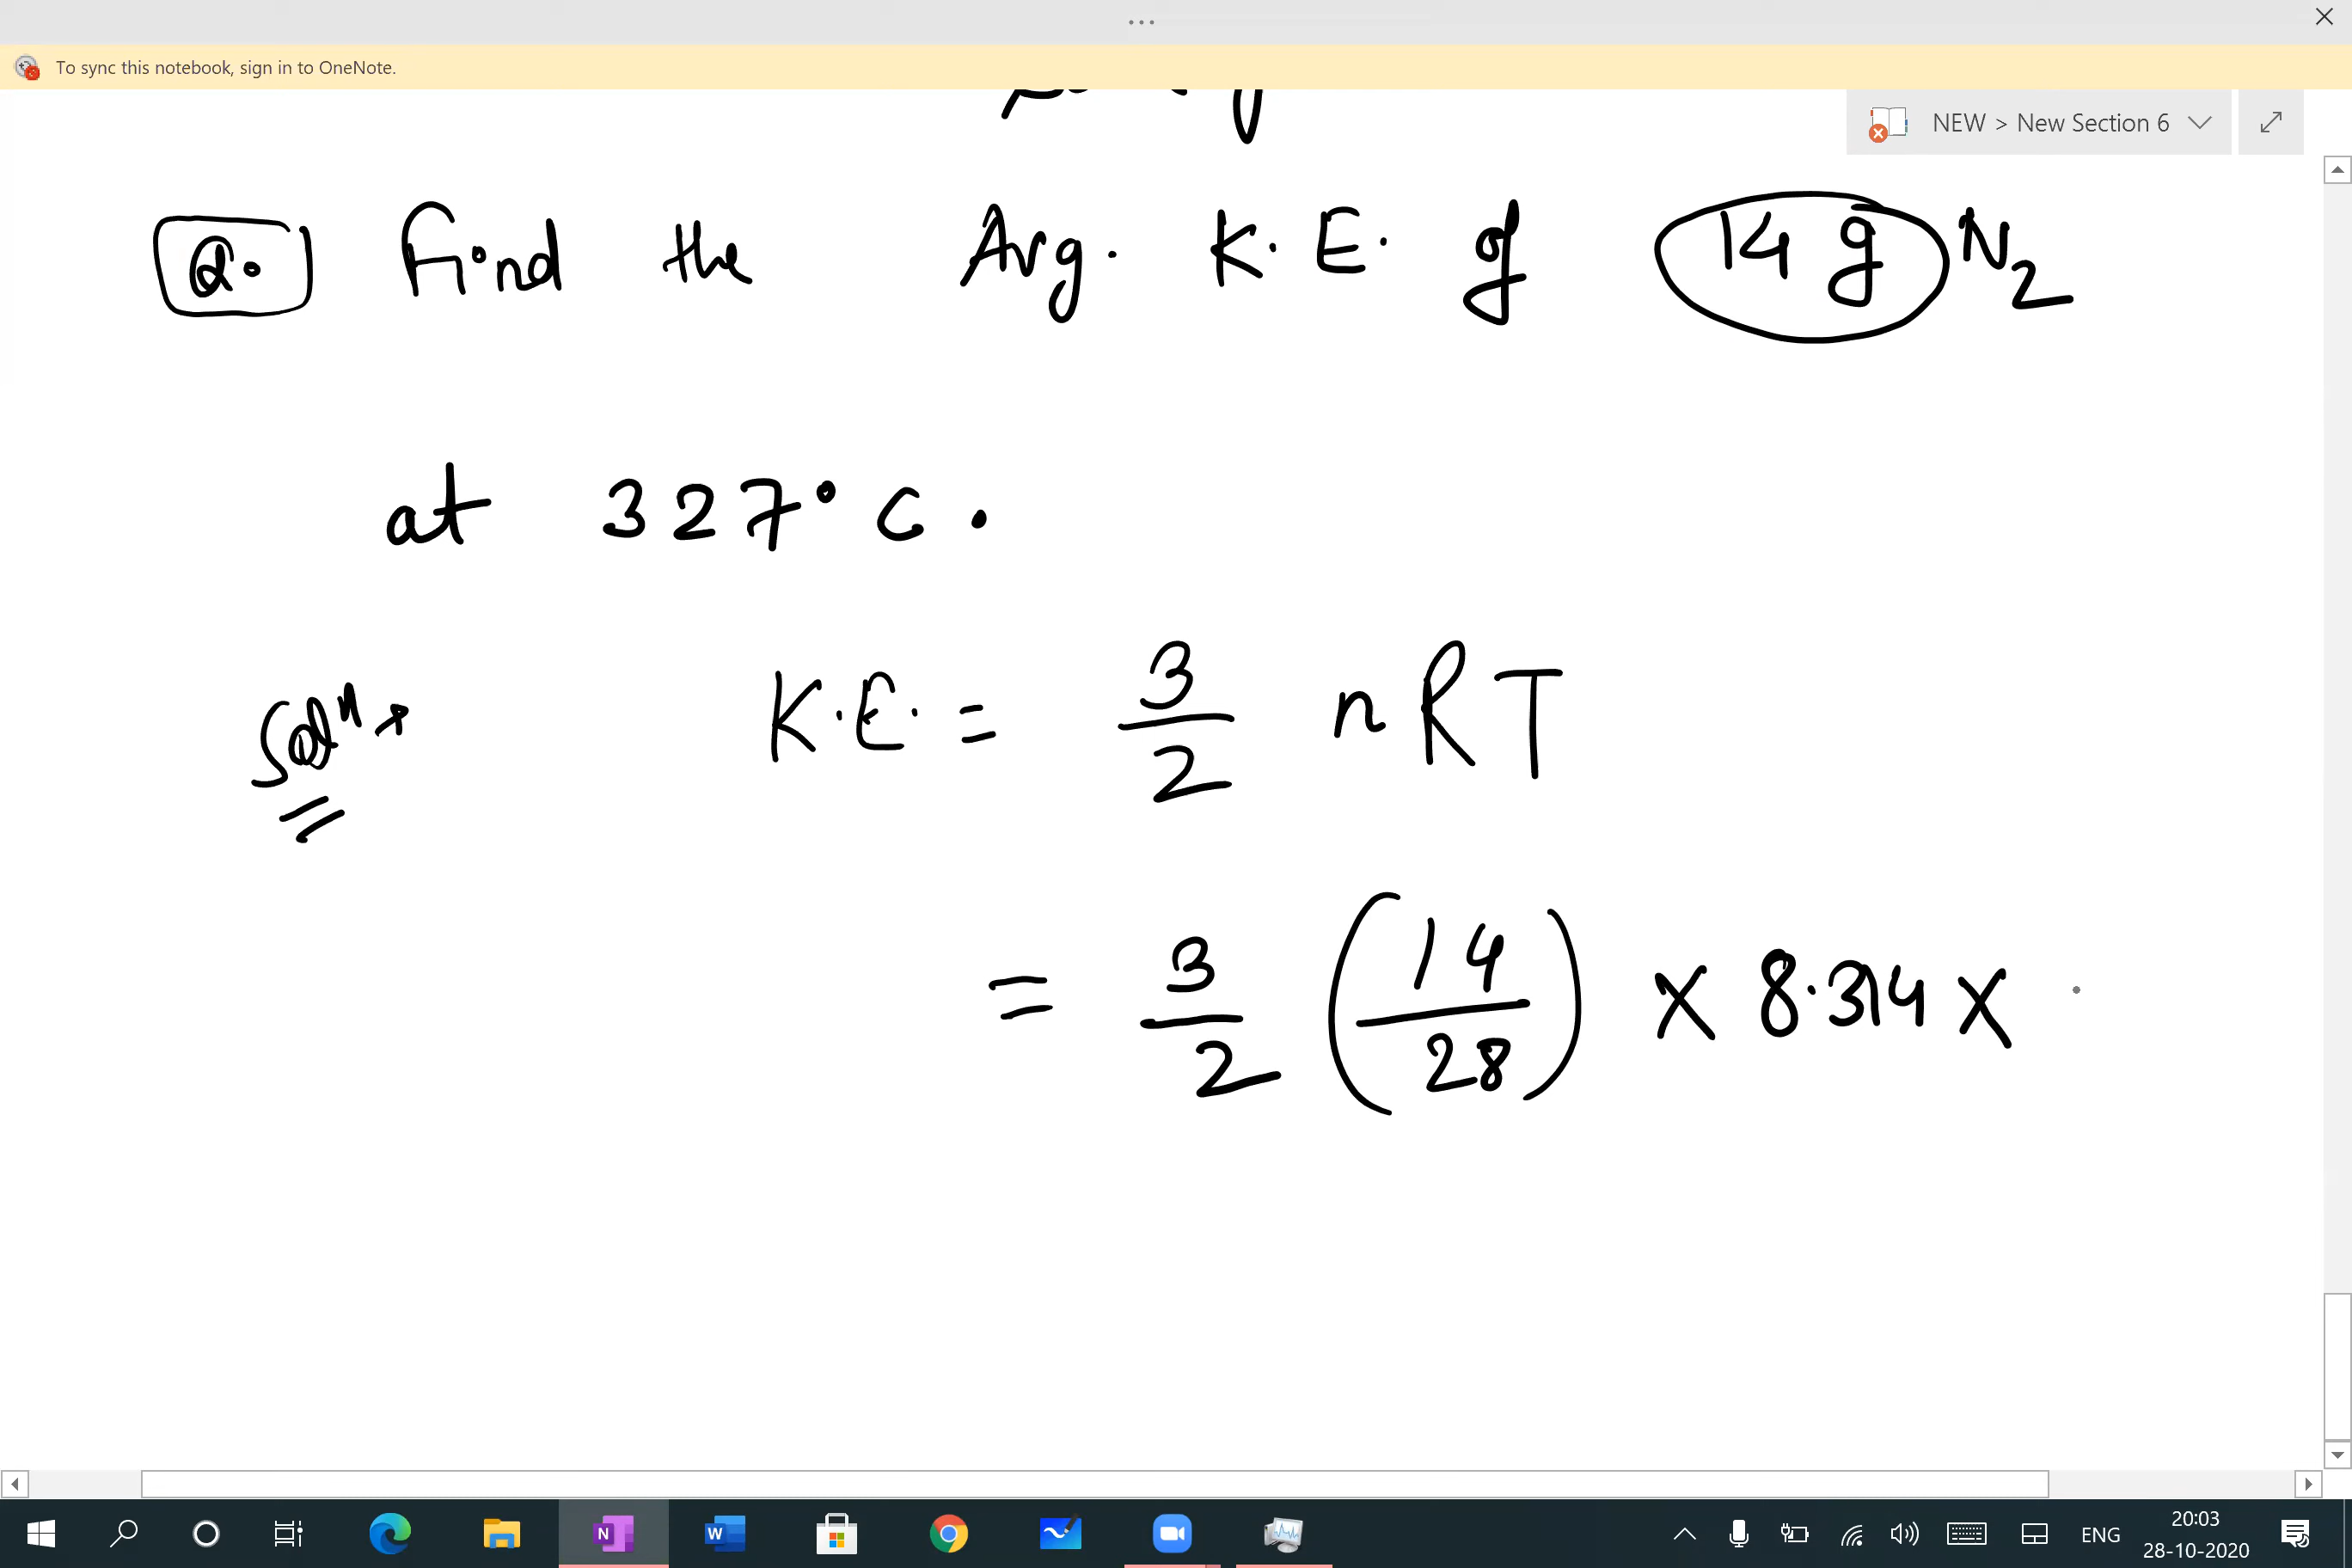 To sync this notebook, sign in to OneNote.
NEW > New Section 6
Q. Find the Avg. K.E. of 14 g N2
at 327°C.
Soln K.E. = 3/2 nRT
= 3/2 (14/28) × 8.314 ×
ENG
20:03
28-10-2020